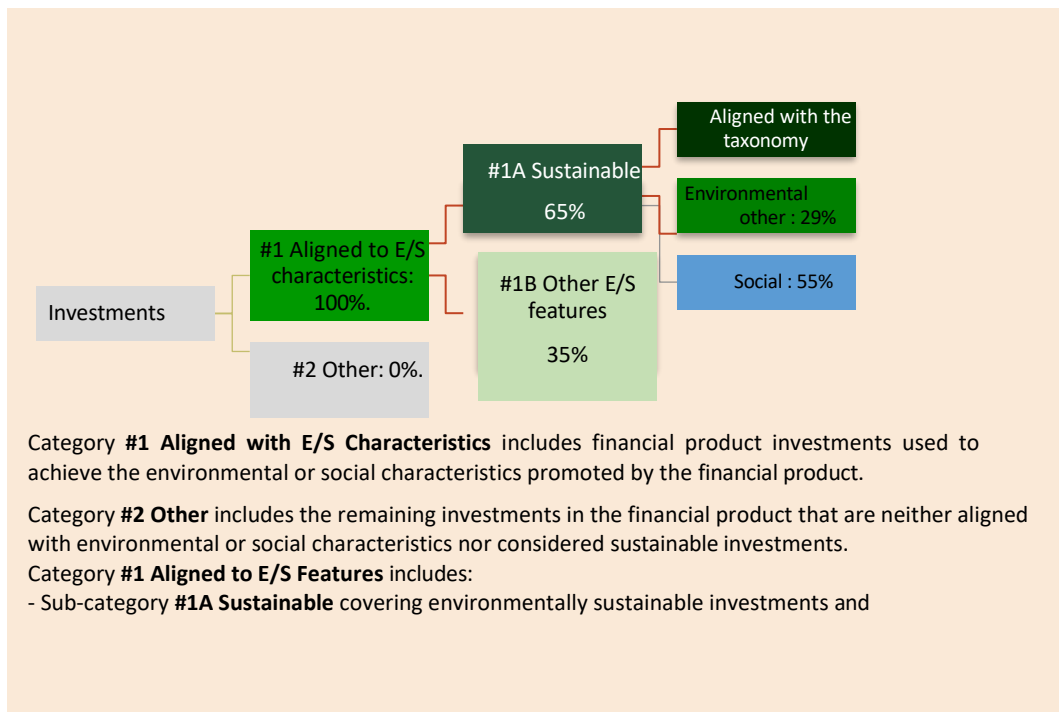 Aligned with the
taxonomy
#1A Sustainable
65%
Environmental
other : 29%
#1 Aligned to E/S
characteristics:
100%.
#1B Other E/S
features
35%
Social : 55%
Investments
#2 Other: 0%.
Category #1 Aligned with E/S Characteristics includes financial product investments used to
achieve the environmental or social characteristics promoted by the financial product.
Category #2 Other includes the remaining investments in the financial product that are neither aligned
with environmental or social characteristics nor considered sustainable investments.
Category #1 Aligned to E/S Features includes:
- Sub-category #1A Sustainable covering environmentally sustainable investments and